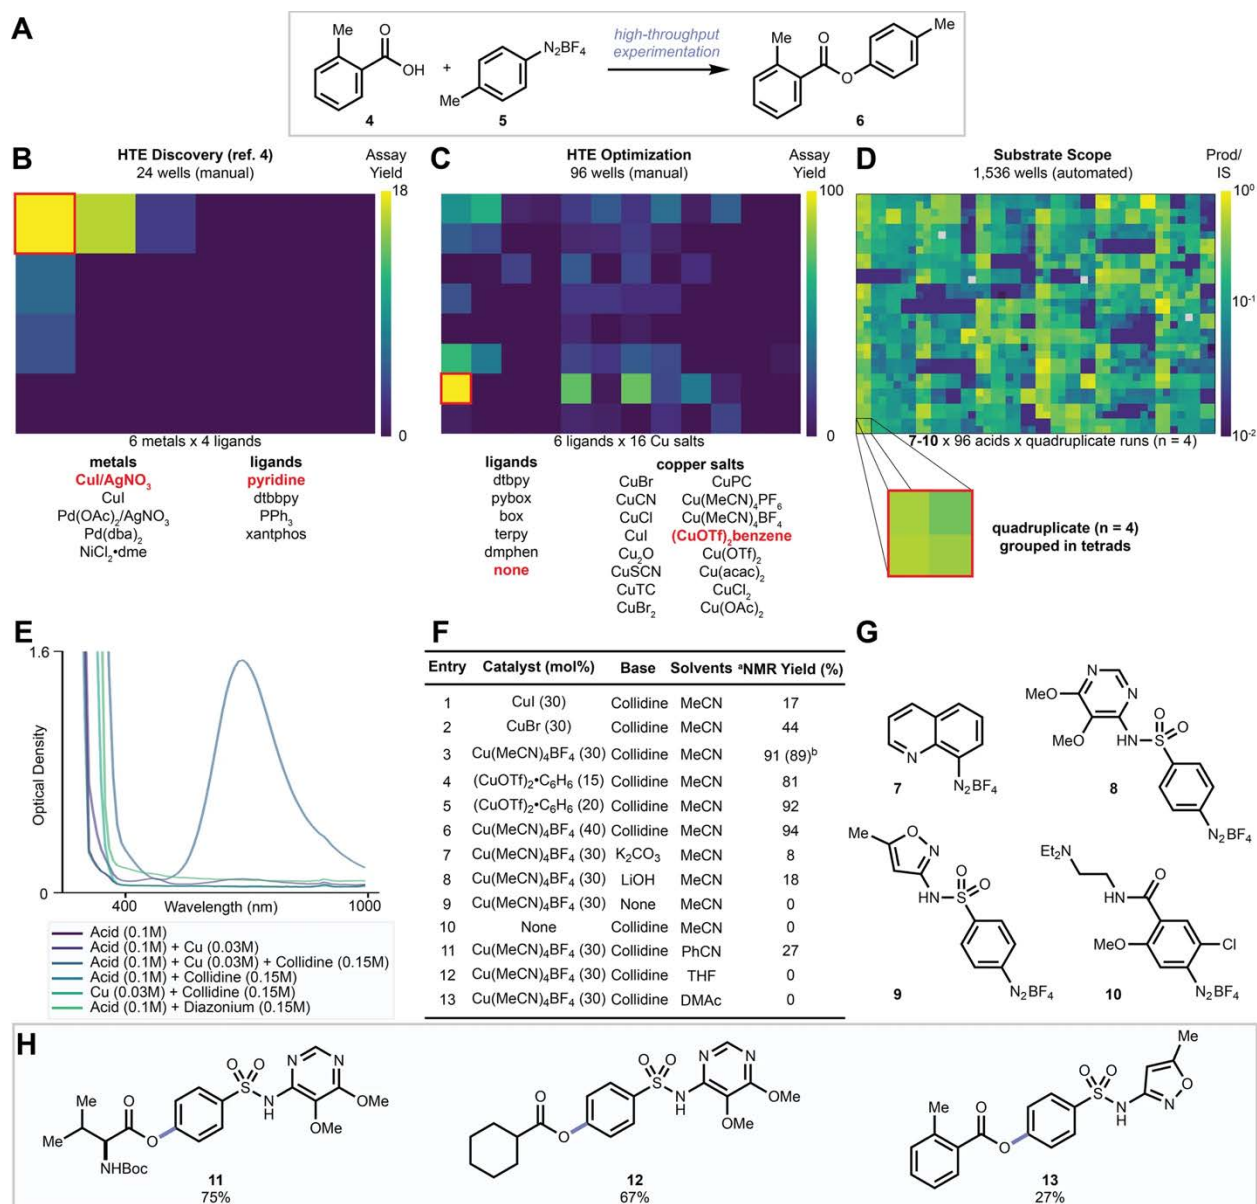 A
Me
O
OH
4
+
N₂BF₄
Me
5
high-throughput
experimentation
Me
O
O
Me
6
B
HTE Discovery (ref. 4)
24 wells (manual)
Assay
Yield
18
0
6 metals x 4 ligands
metals
CuI/AgNO₃
CuI
Pd(OAc)₂/AgNO₃
Pd(dba)₂
NiCl₂•dme
ligands
pyridine
dtbbpy
PPh₃
xantphos
C
HTE Optimization
96 wells (manual)
Assay
Yield
100
0
6 ligands x 16 Cu salts
ligands
dtbpy
pybox
box
terpy
dmphen
none
copper salts
CuBr
CuCN
CuCl
CuI
Cu₂O
CuSCN
CuTC
CuBr₂
CuPC
Cu(MeCN)₄PF₆
Cu(MeCN)₄BF₄
(CuOTf)₂benzene
Cu(OTf)₂
Cu(acac)₂
CuCl₂
Cu(OAc)₂
D
Substrate Scope
1,536 wells (automated)
Prod/
IS
10⁰
10⁻¹
10⁻²
7-10 x 96 acids x quadruplicate runs (n = 4)
quadruplicate (n = 4)
grouped in tetrads
E
1.6
Optical Density
0
400
Wavelength (nm)
1000
Acid (0.1M)
Acid (0.1M) + Cu (0.03M)
Acid (0.1M) + Cu (0.03M) + Collidine (0.15M)
Acid (0.1M) + Collidine (0.15M)
Cu (0.03M) + Collidine (0.15M)
Acid (0.1M) + Diazonium (0.15M)
F
Entry Catalyst (mol%) Base Solvents ᵃNMR Yield (%)
1 CuI (30) Collidine MeCN 17
2 CuBr (30) Collidine MeCN 44
3 Cu(MeCN)₄BF₄ (30) Collidine MeCN 91 (89)ᵇ
4 (CuOTf)₂•C₆H₆ (15) Collidine MeCN 81
5 (CuOTf)₂•C₆H₆ (20) Collidine MeCN 92
6 Cu(MeCN)₄BF₄ (40) Collidine MeCN 94
7 Cu(MeCN)₄BF₄ (30) K₂CO₃ MeCN 8
8 Cu(MeCN)₄BF₄ (30) LiOH MeCN 18
9 Cu(MeCN)₄BF₄ (30) None MeCN 0
10 None Collidine MeCN 0
11 Cu(MeCN)₄BF₄ (30) Collidine PhCN 27
12 Cu(MeCN)₄BF₄ (30) Collidine THF 0
13 Cu(MeCN)₄BF₄ (30) Collidine DMAc 0
G
N
N₂BF₄
7
MeO
N
N
MeO
NH
O
O
S
N₂BF₄
8
Me
O
N
NH
O
O
S
N₂BF₄
9
Et₂N
NH
O
MeO
Cl
N₂BF₄
10
H
Me
Me
O
O
NHBoc
O
O
S
N
H
N
N
OMe
OMe
11
75%
O
O
O
O
S
N
H
N
N
OMe
OMe
12
67%
Me
O
O
O
O
S
N
H
N
O
Me
13
27%